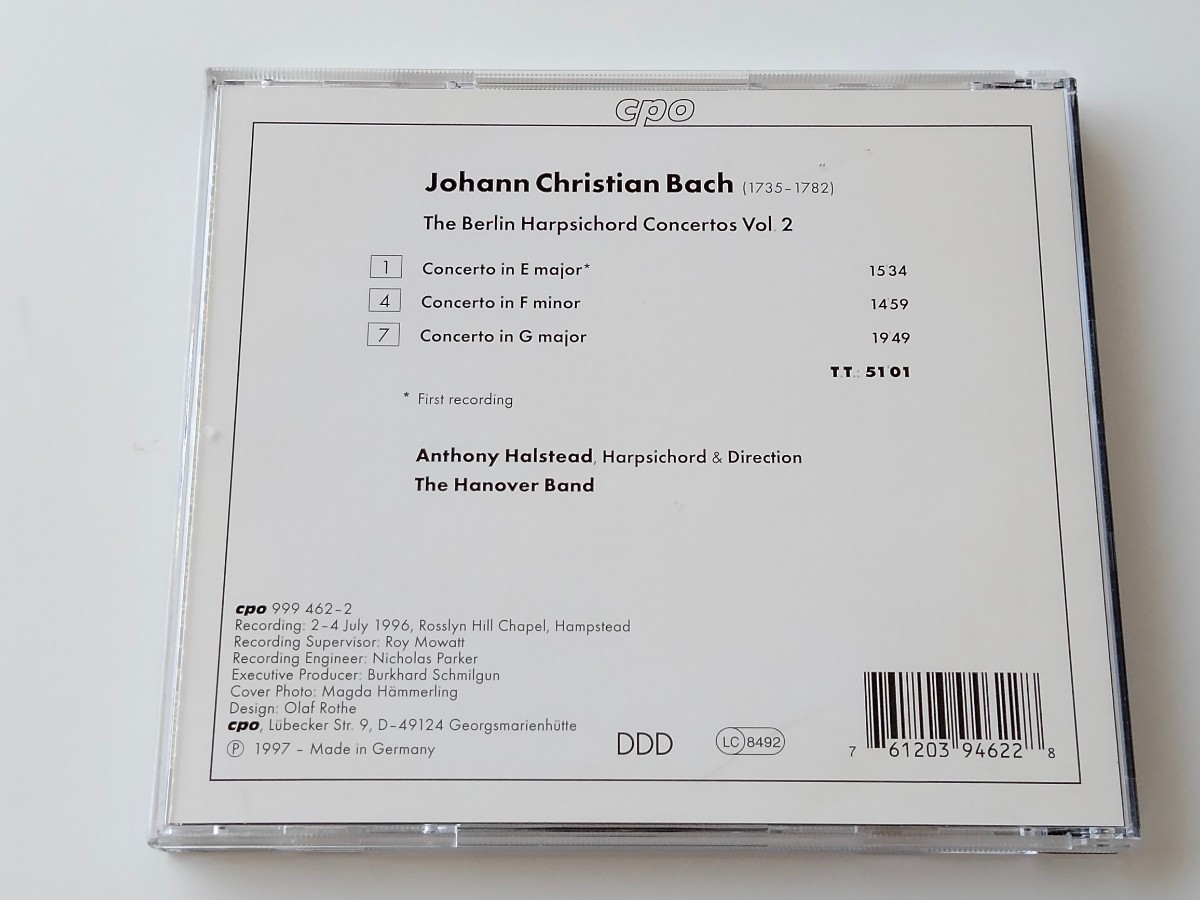 cpo
Johann Christian Bach (1735–1782)
The Berlin Harpsichord Concertos Vol. 2
1 Concerto in E major* 15'34
4 Concerto in F minor 14'59
7 Concerto in G major 19'49
T.T.: 51'01
* First recording
Anthony Halstead, Harpsichord & Direction
The Hanover Band
cpo 999 462–2
Recording: 2–4 July 1996, Rosslyn Hill Chapel, Hampstead
Recording Supervisor: Roy Mowatt
Recording Engineer: Nicholas Parker
Executive Producer: Burkhard Schmilgun
Cover Photo: Magda Hämmerling
Design: Olaf Rothe
cpo, Lübecker Str. 9, D–49124 Georgsmarienhütte
Ⓟ 1997 – Made in Germany
DDD
LC 8492
7 61203 94622 8